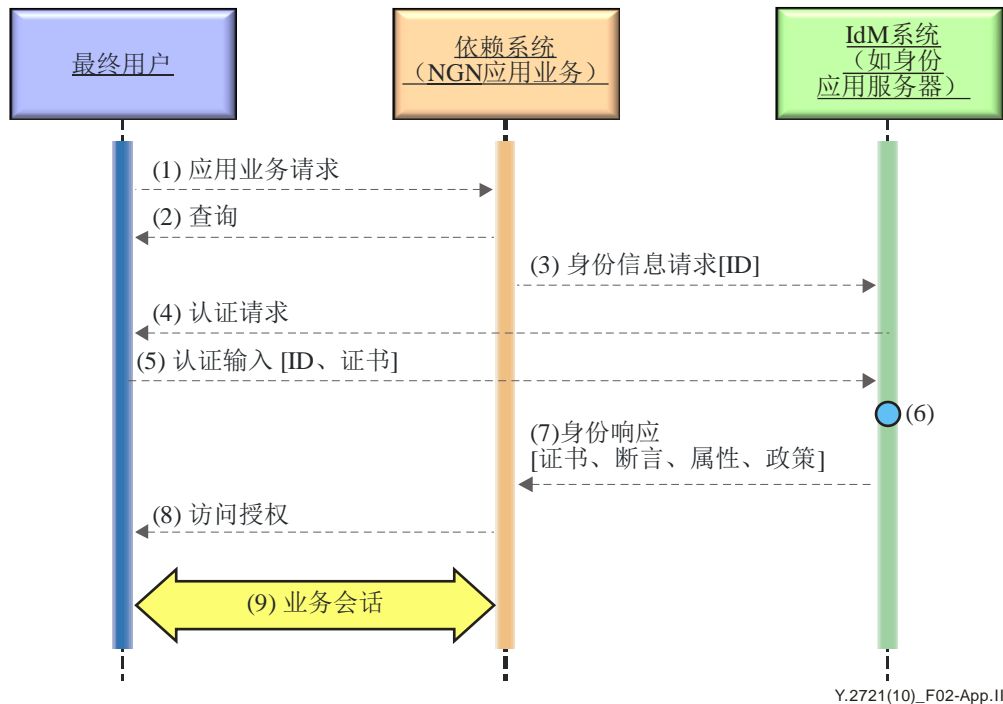 最终用户
依赖系统
（NGN应用业务）
IdM系统
（如身份
应用服务器）
(1) 应用业务请求
(2) 查询
(3) 身份信息请求[ID]
(4) 认证请求
(5) 认证输入 [ID、证书]
(6)
(7)身份响应
[证书、断言、属性、政策]
(8) 访问授权
(9) 业务会话
Y.2721(10)_F02-App.II